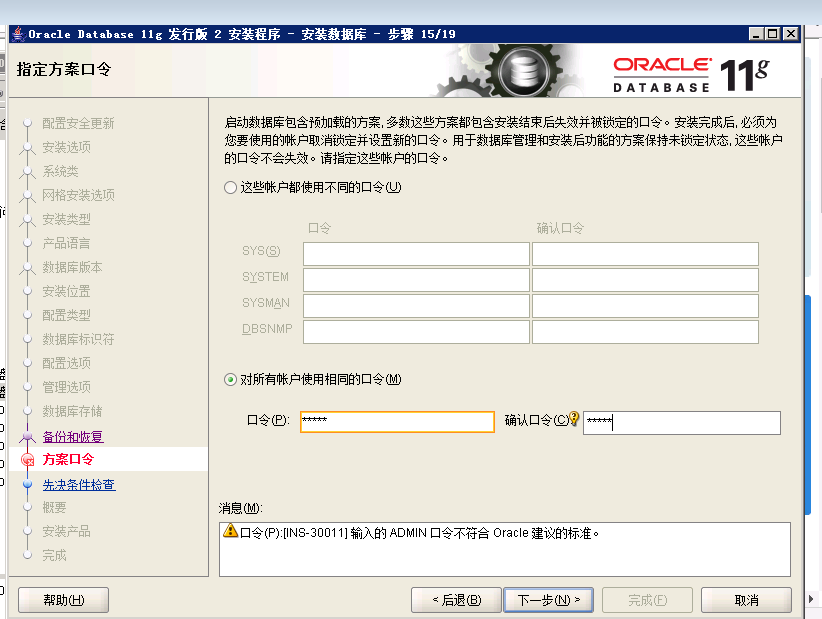 Oracle Database 11g 发行版 2 安装程序 - 安装数据库 - 步骤 15/19
指定方案口令
ORACLE
DATABASE
11g
配置安全更新
安装选项
系统类
网格安装选项
安装类型
产品语言
数据库版本
安装位置
配置类型
数据库标识符
配置选项
管理选项
数据库存储
备份和恢复
方案口令
先决条件检查
概要
安装产品
完成
启动数据库包含预加载的方案, 多数这些方案都包含安装结束后失效并被锁定的口令。安装完成后, 必须为
您要使用的帐户取消锁定并设置新的口令。用于数据库管理和安装后功能的方案保持未锁定状态, 这些帐户
的口令不会失效。请指定这些帐户的口令。
这些帐户都使用不同的口令(U)
口令 确认口令
SYS(S)
SYSTEM
SYSMAN
DBSNMP
对所有帐户使用相同的口令(M)
口令(P): ***** 确认口令(C) *****
消息(M):
口令(P):[INS-30011] 输入的 ADMIN 口令不符合 Oracle 建议的标准。
帮助(H) < 后退(B) 下一步(N) > 完成(F) 取消